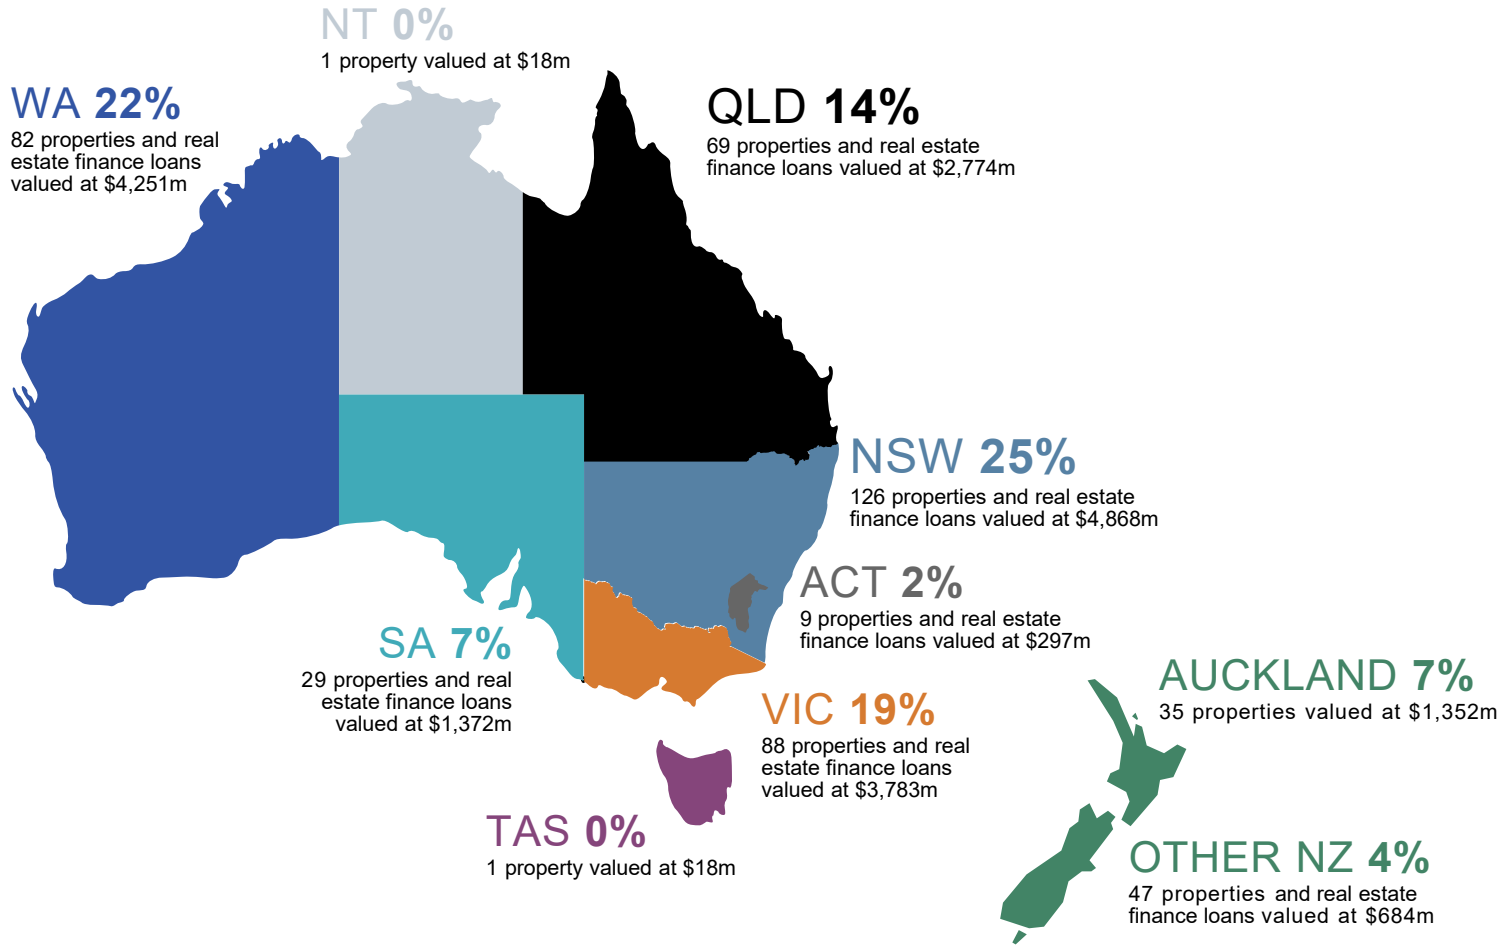 NT 0%
1 property valued at $18m
WA 22%
82 properties and real
estate finance loans
valued at $4,251m
QLD 14%
69 properties and real estate
finance loans valued at $2,774m
NSW 25%
126 properties and real estate
finance loans valued at $4,868m
ACT 2%
9 properties and real estate
finance loans valued at $297m
SA 7%
29 properties and real
estate finance loans
valued at $1,372m
VIC 19%
88 properties and real
estate finance loans
valued at $3,783m
AUCKLAND 7%
35 properties valued at $1,352m
TAS 0%
1 property valued at $18m
OTHER NZ 4%
47 properties and real estate
finance loans valued at $684m